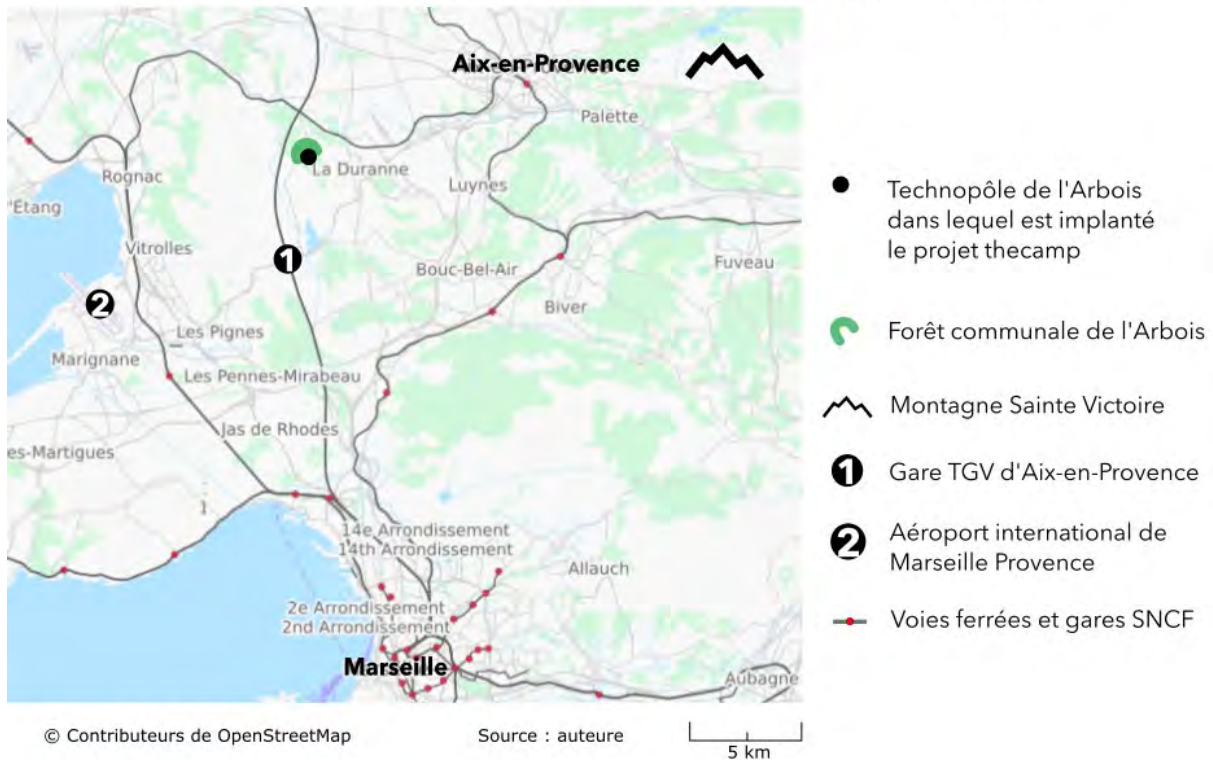 Aix-en-Provence
Palette
La Duranne
Rognac
Luynes
'Etang
Vitrolles
Bouc-Bel-Air
Fuveau
1
2
Biver
Les Pignes
Marignane
Les Pennes-Mirabeau
Jas de Rhodes
es-Martigues
14e Arrondissement
14th Arrondissement
Allauch
2e Arrondissement
2nd Arrondissement
Marseille
Aubagne
Technopôle de l'Arbois
dans lequel est implanté
le projet thecamp
Forêt communale de l'Arbois
Montagne Sainte Victoire
1 Gare TGV d'Aix-en-Provence
2 Aéroport international de
Marseille Provence
Voies ferrées et gares SNCF
© Contributeurs de OpenStreetMap
Source : auteure
5 km